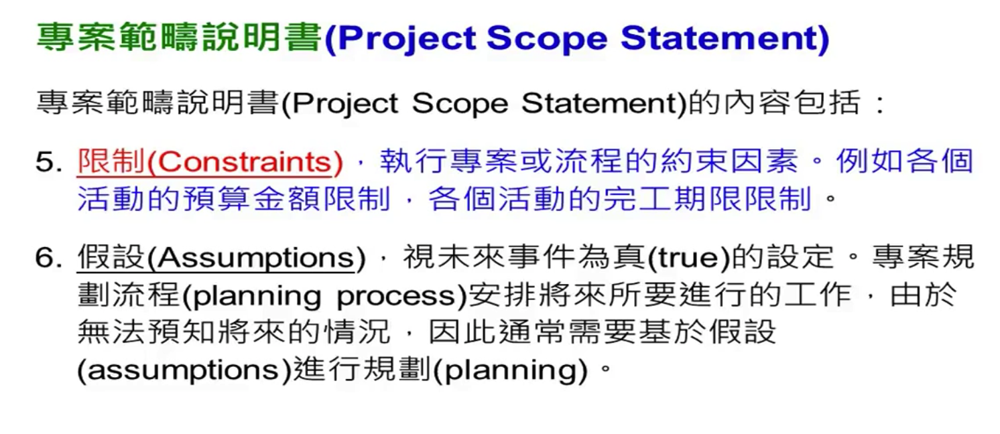 專案範疇說明書(Project Scope Statement)
專案範疇說明書(Project Scope Statement)的內容包括：
5. 限制(Constraints)，執行專案或流程的約束因素。例如各個
活動的預算金額限制，各個活動的完工期限限制。
6. 假設(Assumptions)，視未來事件為真(true)的設定。專案規
劃流程(planning process)安排將來所要進行的工作，由於
無法預知將來的情況，因此通常需要基於假設
(assumptions)進行規劃(planning)。